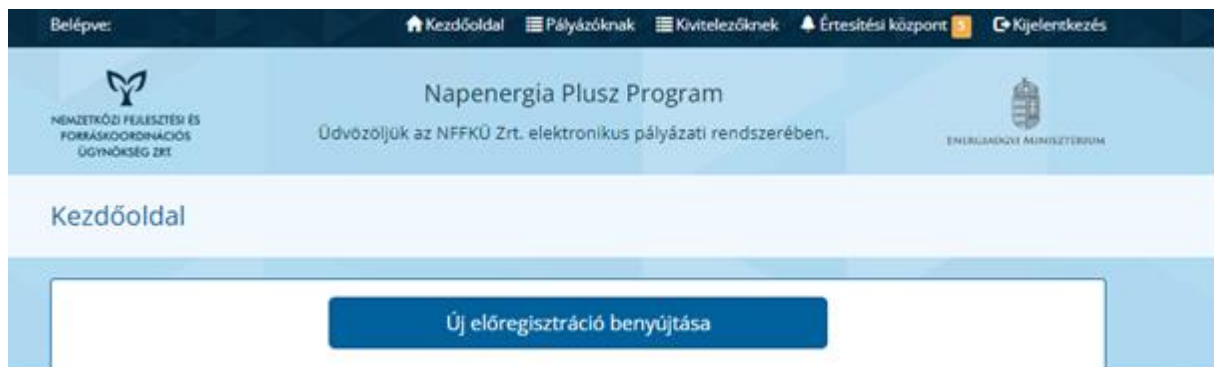 Belépve: Kezdőoldal Pályázóknak Kivitelezőknek Értesítési központ 5 Kijelentkezés
Napenergia Plusz Program
Üdvözöljük az NFFKÜ Zrt. elektronikus pályázati rendszerében.
NEMZETKÖZI FEJLESZTÉSI ÉS
FORRÁSKOORDINÁCIÓS
ÜGYNÖKSÉG ZRT.
ENERGIAÜGYI MINISZTÉRIUM
Kezdőoldal
Új előregisztráció benyújtása